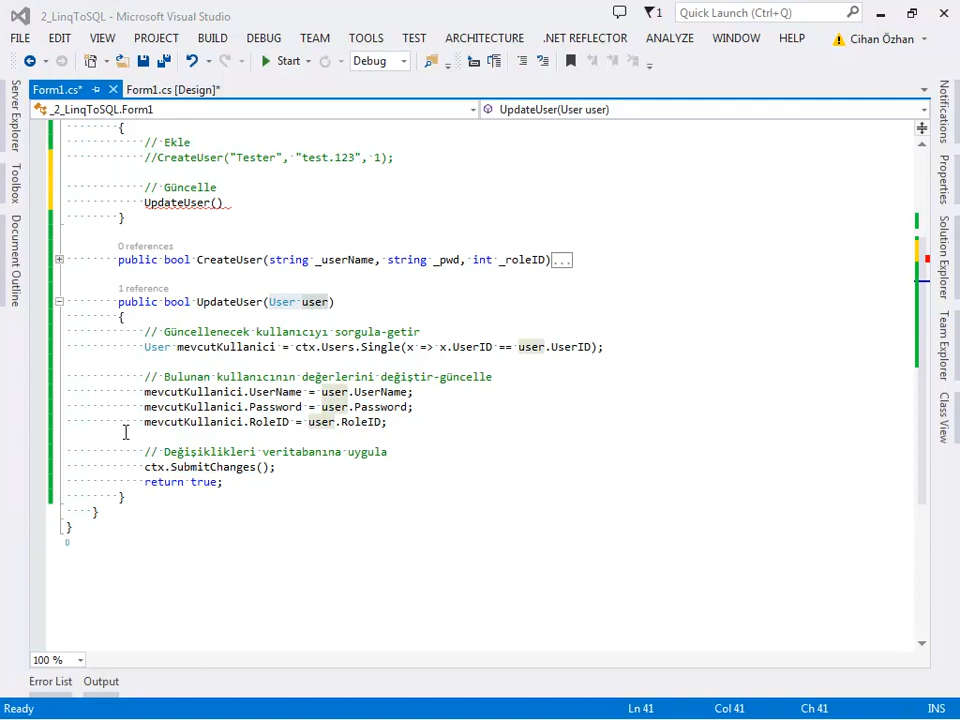 2_LinqToSQL - Microsoft Visual Studio
1
Quick Launch (Ctrl+Q)
FILE EDIT VIEW PROJECT BUILD DEBUG TEAM TOOLS TEST ARCHITECTURE .NET REFLECTOR ANALYZE WINDOW HELP
Cihan Özhan
Start
Debug
Form1.cs*
Form1.cs [Design]*
_2_LinqToSQL.Form1
UpdateUser(User user)
Server Explorer
Toolbox
Document Outline
{
// Ekle
//CreateUser("Tester", "test.123", 1);
// Güncelle
UpdateUser()
}
0 references
public bool CreateUser(string _userName, string _pwd, int _roleID)...
1 reference
public bool UpdateUser(User user)
{
// Güncellenecek kullanıcıyı sorgula-getir
User mevcutKullanici = ctx.Users.Single(x => x.UserID == user.UserID);
// Bulunan kullanıcının değerlerini değiştir-güncelle
mevcutKullanici.UserName = user.UserName;
mevcutKullanici.Password = user.Password;
mevcutKullanici.RoleID = user.RoleID;
// Değişiklikleri veritabanına uygula
ctx.SubmitChanges();
return true;
}
}
}
Notifications
Properties
Solution Explorer
Team Explorer
Class View
100 %
Error List
Output
Ready
Ln 41
Col 41
Ch 41
INS